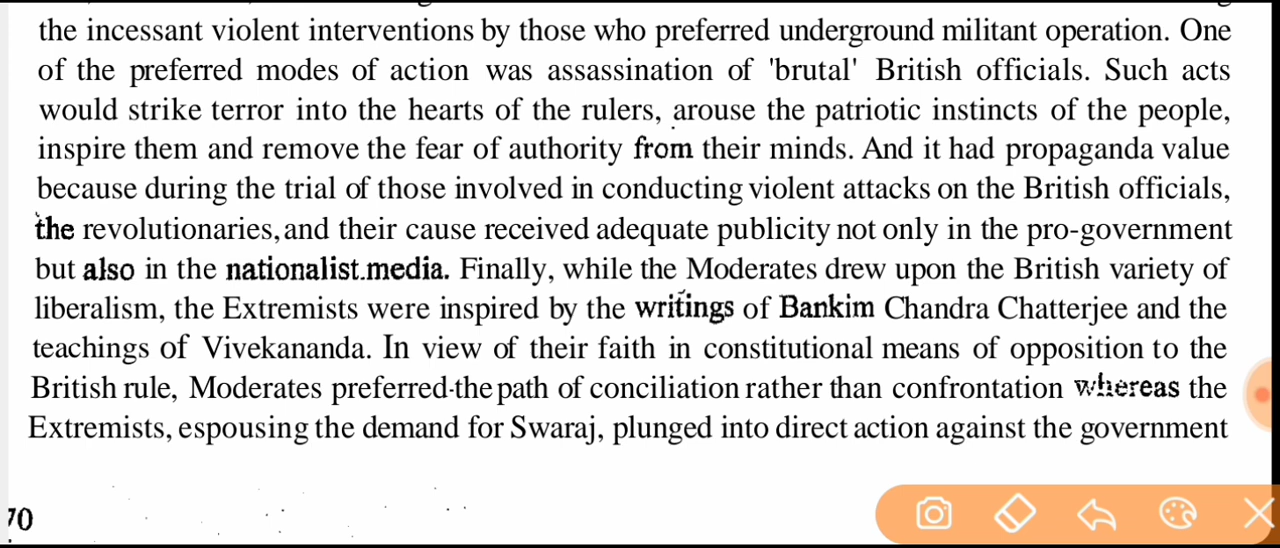 the incessant violent interventions by those who preferred underground militant operation. One
of the preferred modes of action was assassination of 'brutal' British officials. Such acts
would strike terror into the hearts of the rulers, arouse the patriotic instincts of the people,
inspire them and remove the fear of authority from their minds. And it had propaganda value
because during the trial of those involved in conducting violent attacks on the British officials,
the revolutionaries, and their cause received adequate publicity not only in the pro-government
but also in the nationalist.media. Finally, while the Moderates drew upon the British variety of
liberalism, the Extremists were inspired by the writings of Bankim Chandra Chatterjee and the
teachings of Vivekananda. In view of their faith in constitutional means of opposition to the
British rule, Moderates preferred-the path of conciliation rather than confrontation whereas the
Extremists, espousing the demand for Swaraj, plunged into direct action against the government
70